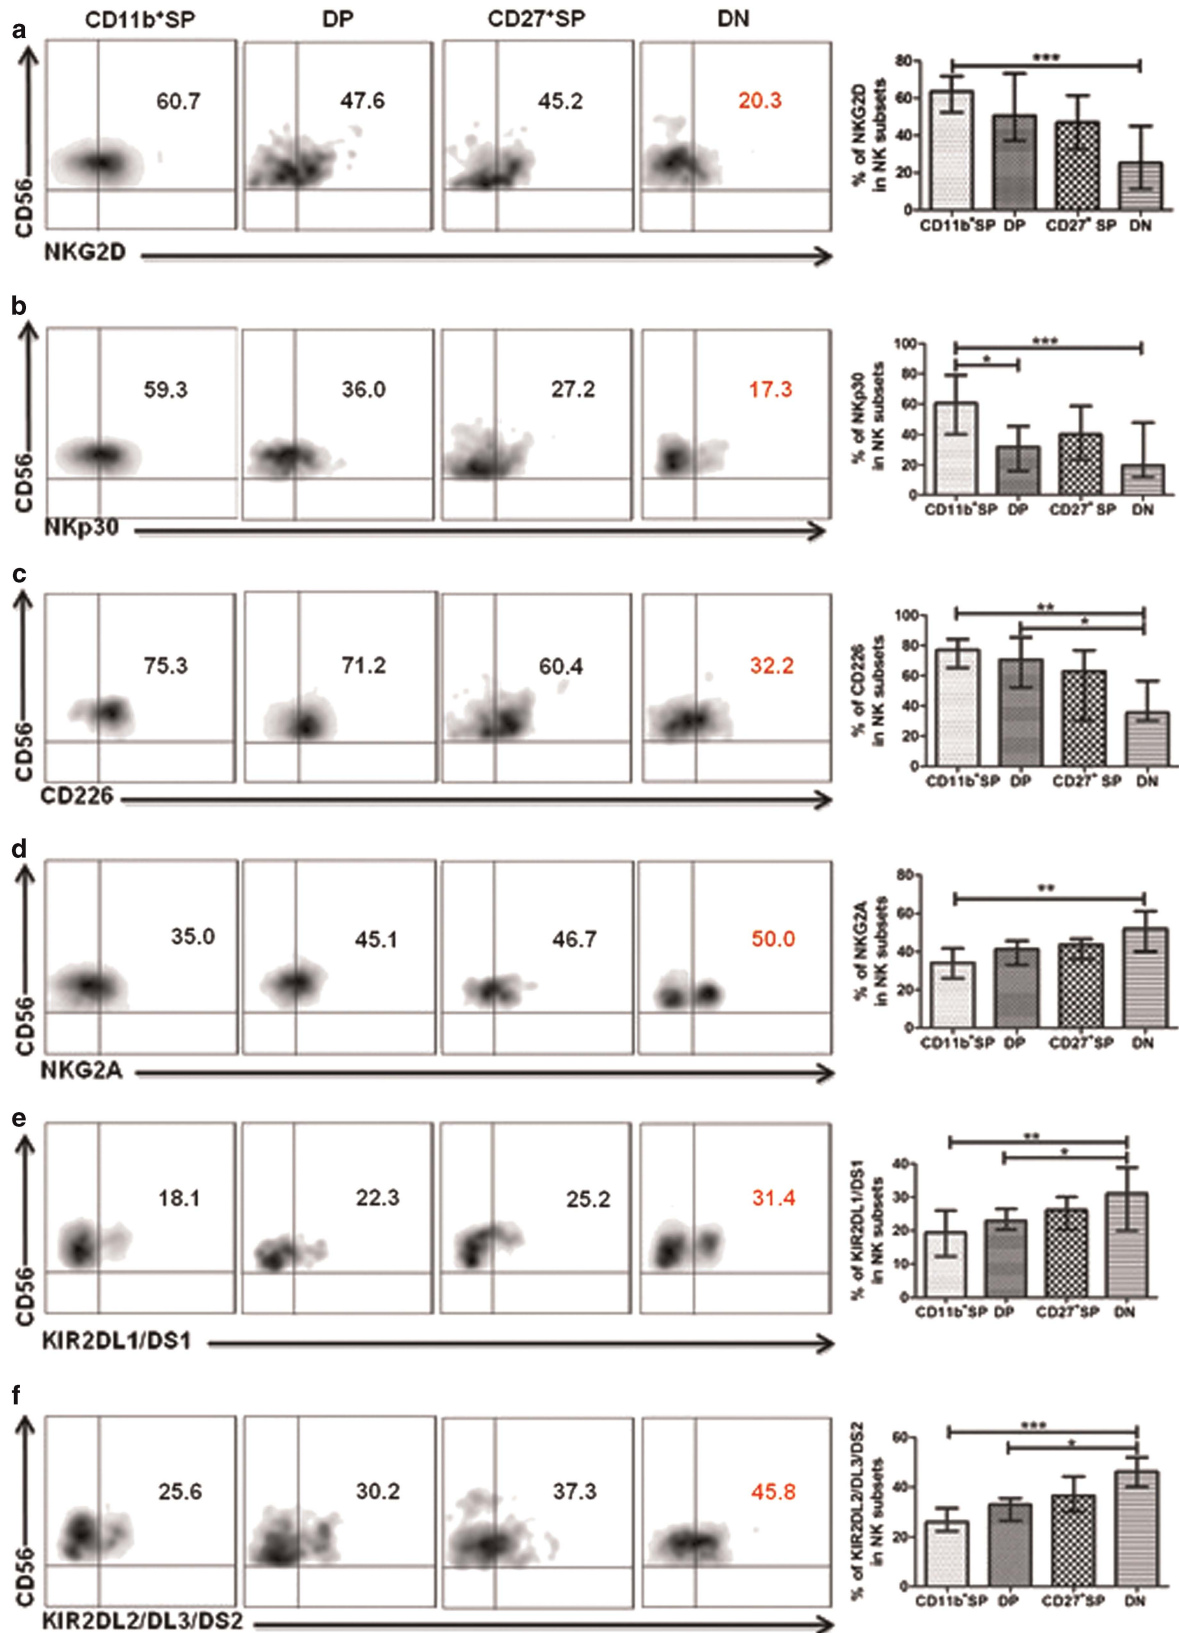 a
CD11b⁺SP DP CD27⁺SP DN
60.7 47.6 45.2 20.3
CD56
NKG2D
% of NKG2D
in NK subsets
80
60
40
20
0
***
CD11b⁺SP DP CD27⁺ SP DN
b
59.3 36.0 27.2 17.3
CD56
NKp30
% of NKp30
in NK subsets
100
80
60
40
20
0
***
*
CD11b⁺SP DP CD27⁺ SP DN
c
75.3 71.2 60.4 32.2
CD56
CD226
% of CD226
in NK subsets
100
80
60
40
20
0
**
*
CD11b⁺SP DP CD27⁺ SP DN
d
35.0 45.1 46.7 50.0
CD56
NKG2A
% of NKG2A
in NK subsets
80
60
40
20
0
**
CD11b⁺SP DP CD27⁺SP DN
e
18.1 22.3 25.2 31.4
CD56
KIR2DL1/DS1
% of KIR2DL1/DS1
in NK subsets
40
30
20
10
0
**
*
CD11b⁺SP DP CD27⁺SP DN
f
25.6 30.2 37.3 45.8
CD56
KIR2DL2/DL3/DS2
% of KIR2DL2/DL3/DS2
in NK subsets
60
40
20
0
***
*
CD11b⁺SP DP CD27⁺SP DN